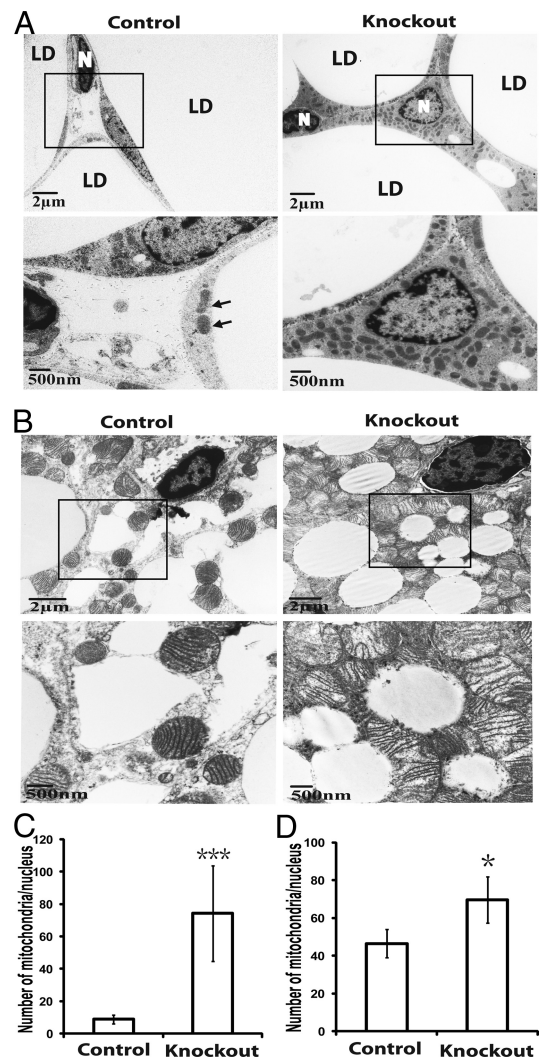 A
Control
Knockout
LD
N
LD
LD
2μm
LD
LD
N
N
LD
2μm
500nm
500nm
B
Control
Knockout
2μm
2μm
500nm
500nm
C
Number of mitochondria/nucleus
120
100
80
60
40
20
0
***
Control
Knockout
D
Number of mitochondria/nucleus
100
80
60
40
20
0
*
Control
Knockout